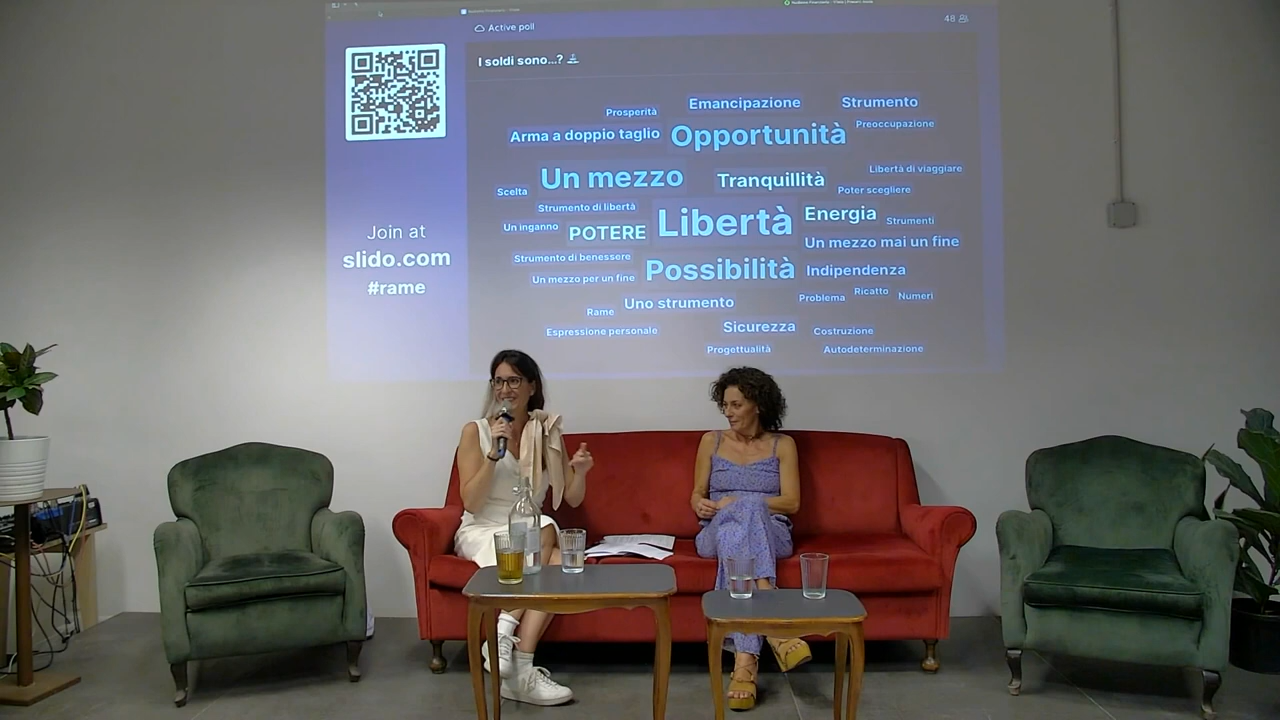 Active poll
48
I soldi sono...?
Emancipazione
Strumento
Prosperità
Preoccupazione
Arma a doppio taglio
Opportunità
Libertà di viaggiare
Un mezzo
Tranquillità
Scelta
Poter scegliere
Strumento di libertà
Libertà
Energia
Strumenti
Un inganno
POTERE
Un mezzo mai un fine
Strumento di benessere
Possibilità
Indipendenza
Un mezzo per un fine
Problema
Ricatto
Numeri
Rame
Uno strumento
Espressione personale
Sicurezza
Costruzione
Progettualità
Autodeterminazione
Join at
slido.com
#rame